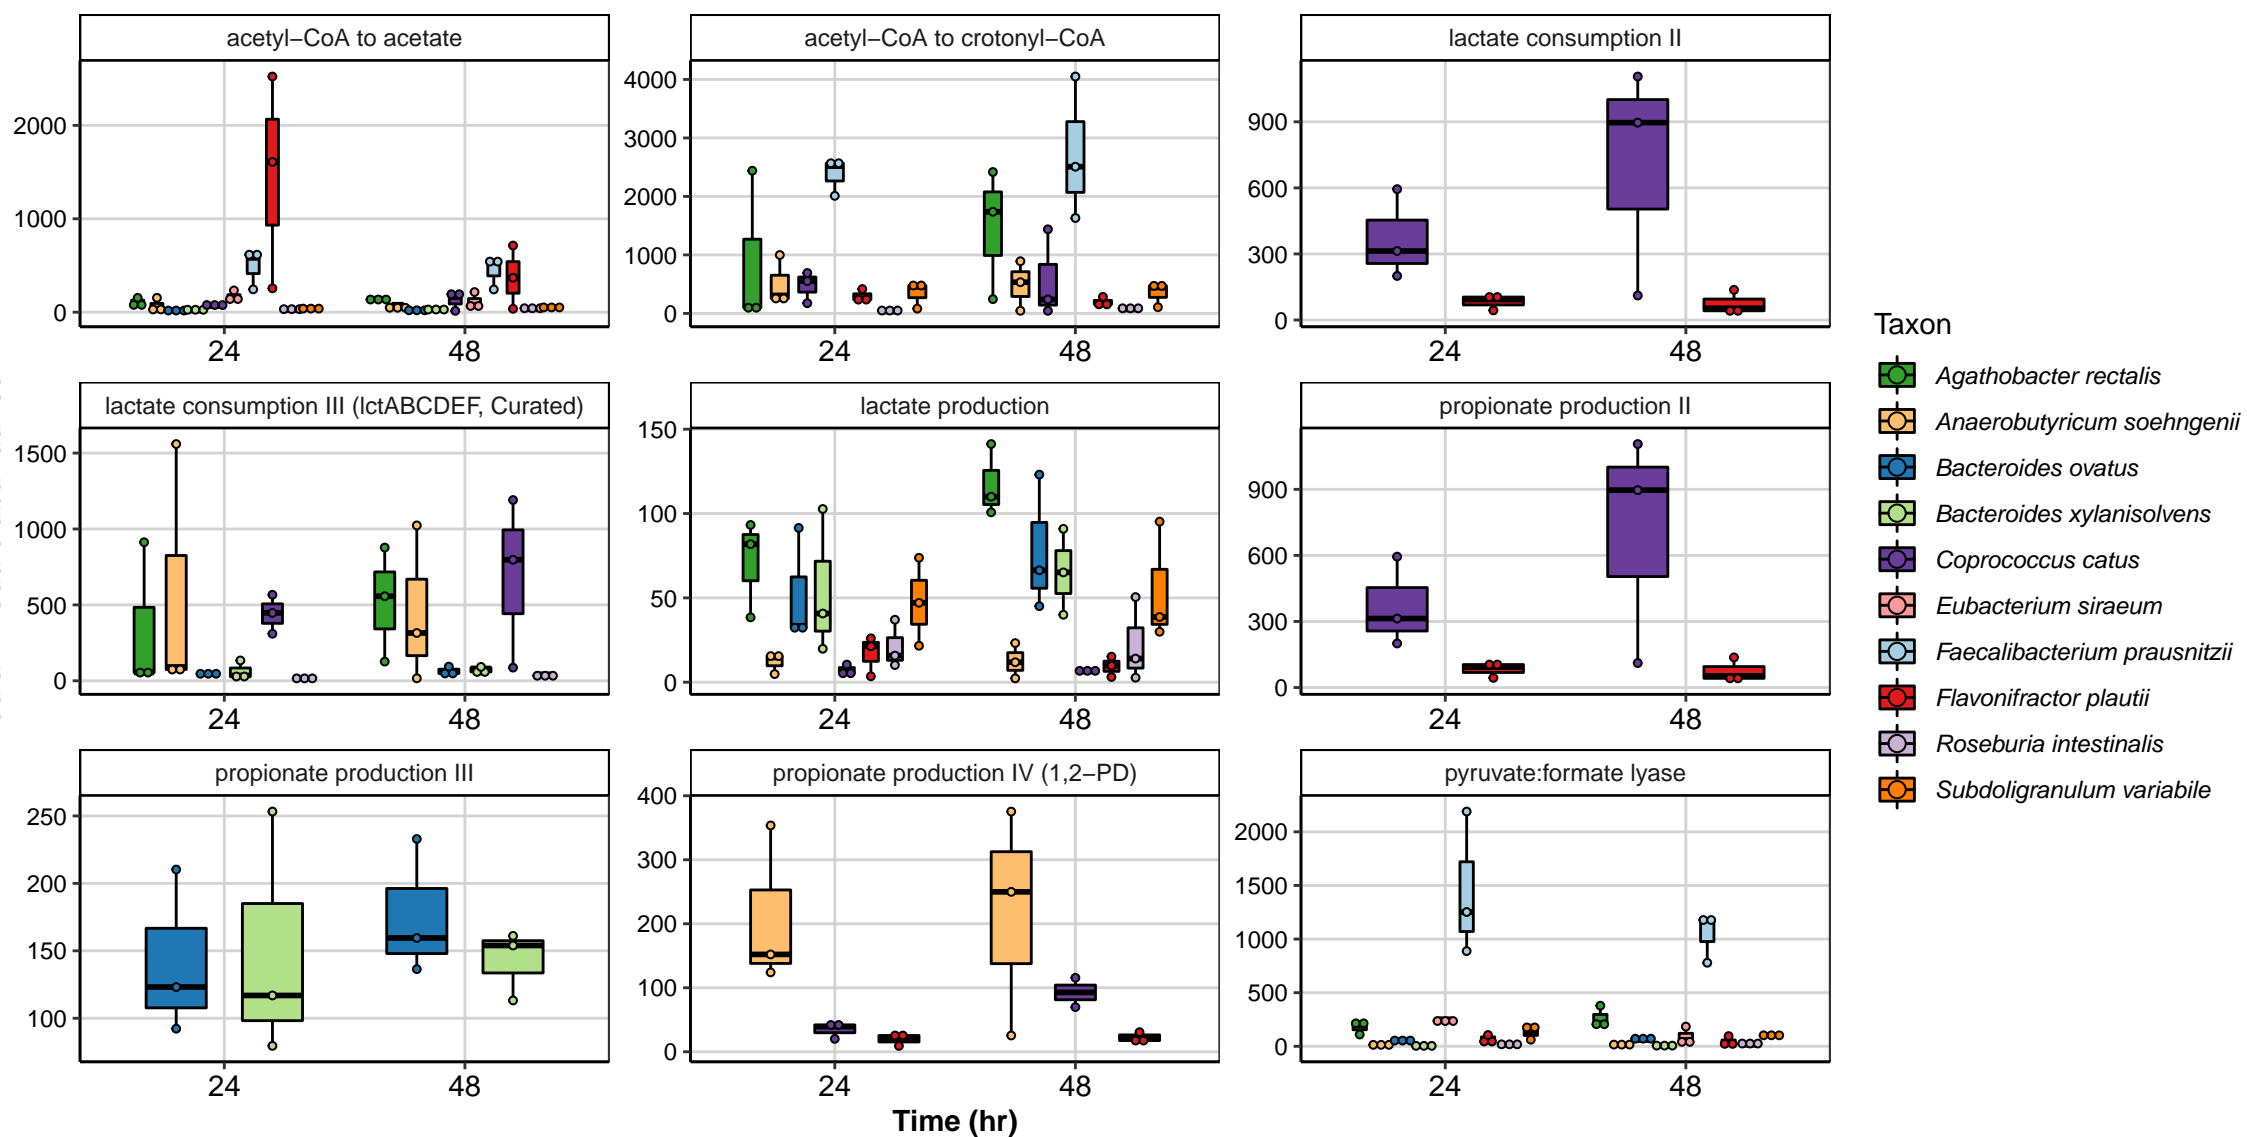 acetyl−CoA to acetate
acetyl−CoA to crotonyl−CoA
lactate consumption II
2000
1000
0
24
48
4000
3000
2000
1000
0
24
48
900
600
300
0
24
48
lactate consumption III (lctABCDEF, Curated)
lactate production
propionate production II
1500
1000
500
0
24
48
150
100
50
0
24
48
900
600
300
0
24
48
propionate production III
propionate production IV (1,2−PD)
pyruvate:formate lyase
250
200
150
100
24
48
400
300
200
100
0
24
48
2000
1500
1000
500
0
24
48
Time (hr)
Taxon
Agathobacter rectalis
Anaerobutyricum soehngenii
Bacteroides ovatus
Bacteroides xylanisolvens
Coprococcus catus
Eubacterium siraeum
Faecalibacterium prausnitzii
Flavonifractor plautii
Roseburia intestinalis
Subdoligranulum variabile